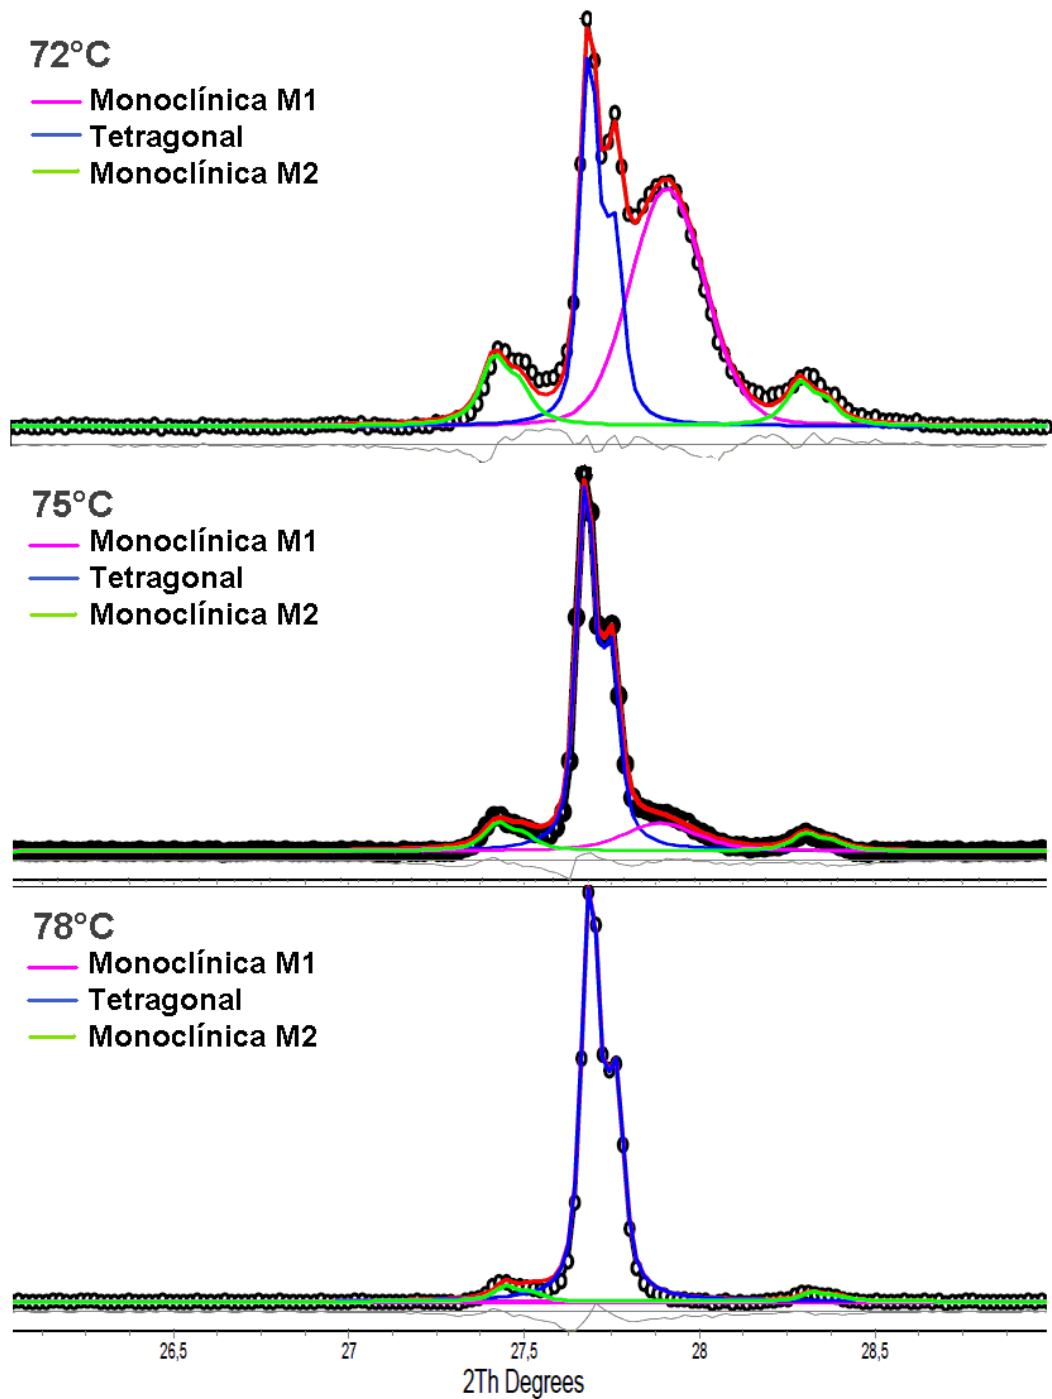 72°C
Monoclínica M1
Tetragonal
Monoclínica M2
75°C
Monoclínica M1
Tetragonal
Monoclínica M2
78°C
Monoclínica M1
Tetragonal
Monoclínica M2
26,5 27 27,5 28 28,5
2Th Degrees